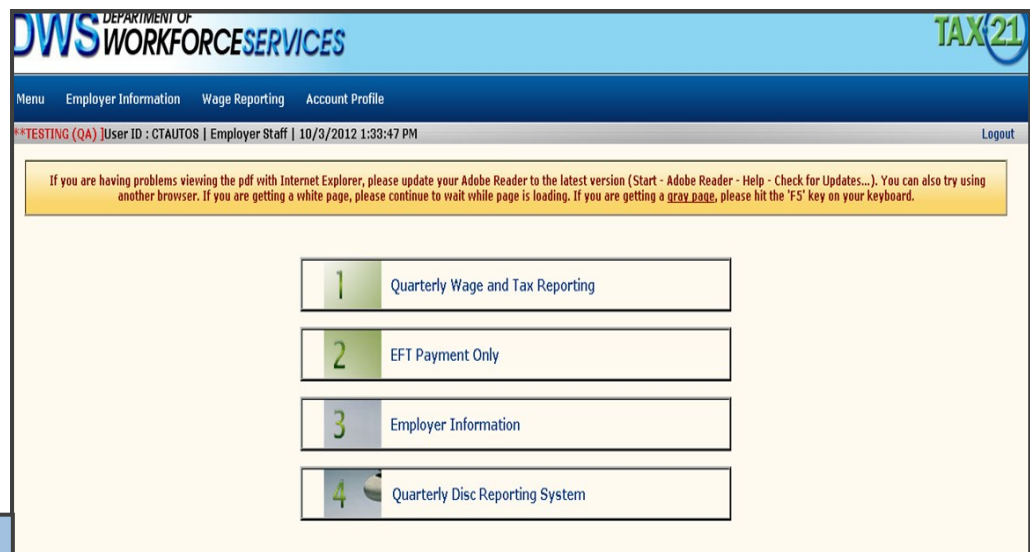 DWS DEPARTMENT OF
WORKFORCESERVICES
TAX 21
Menu Employer Information Wage Reporting Account Profile
**TESTING (QA) ]User ID : CTAUTOS | Employer Staff | 10/3/2012 1:33:47 PM Logout
If you are having problems viewing the pdf with Internet Explorer, please update your Adobe Reader to the latest version (Start - Adobe Reader - Help - Check for Updates...). You can also try using
another browser. If you are getting a white page, please continue to wait while page is loading. If you are getting a gray page, please hit the 'F5' key on your keyboard.
1 Quarterly Wage and Tax Reporting
2 EFT Payment Only
3 Employer Information
4 Quarterly Disc Reporting System